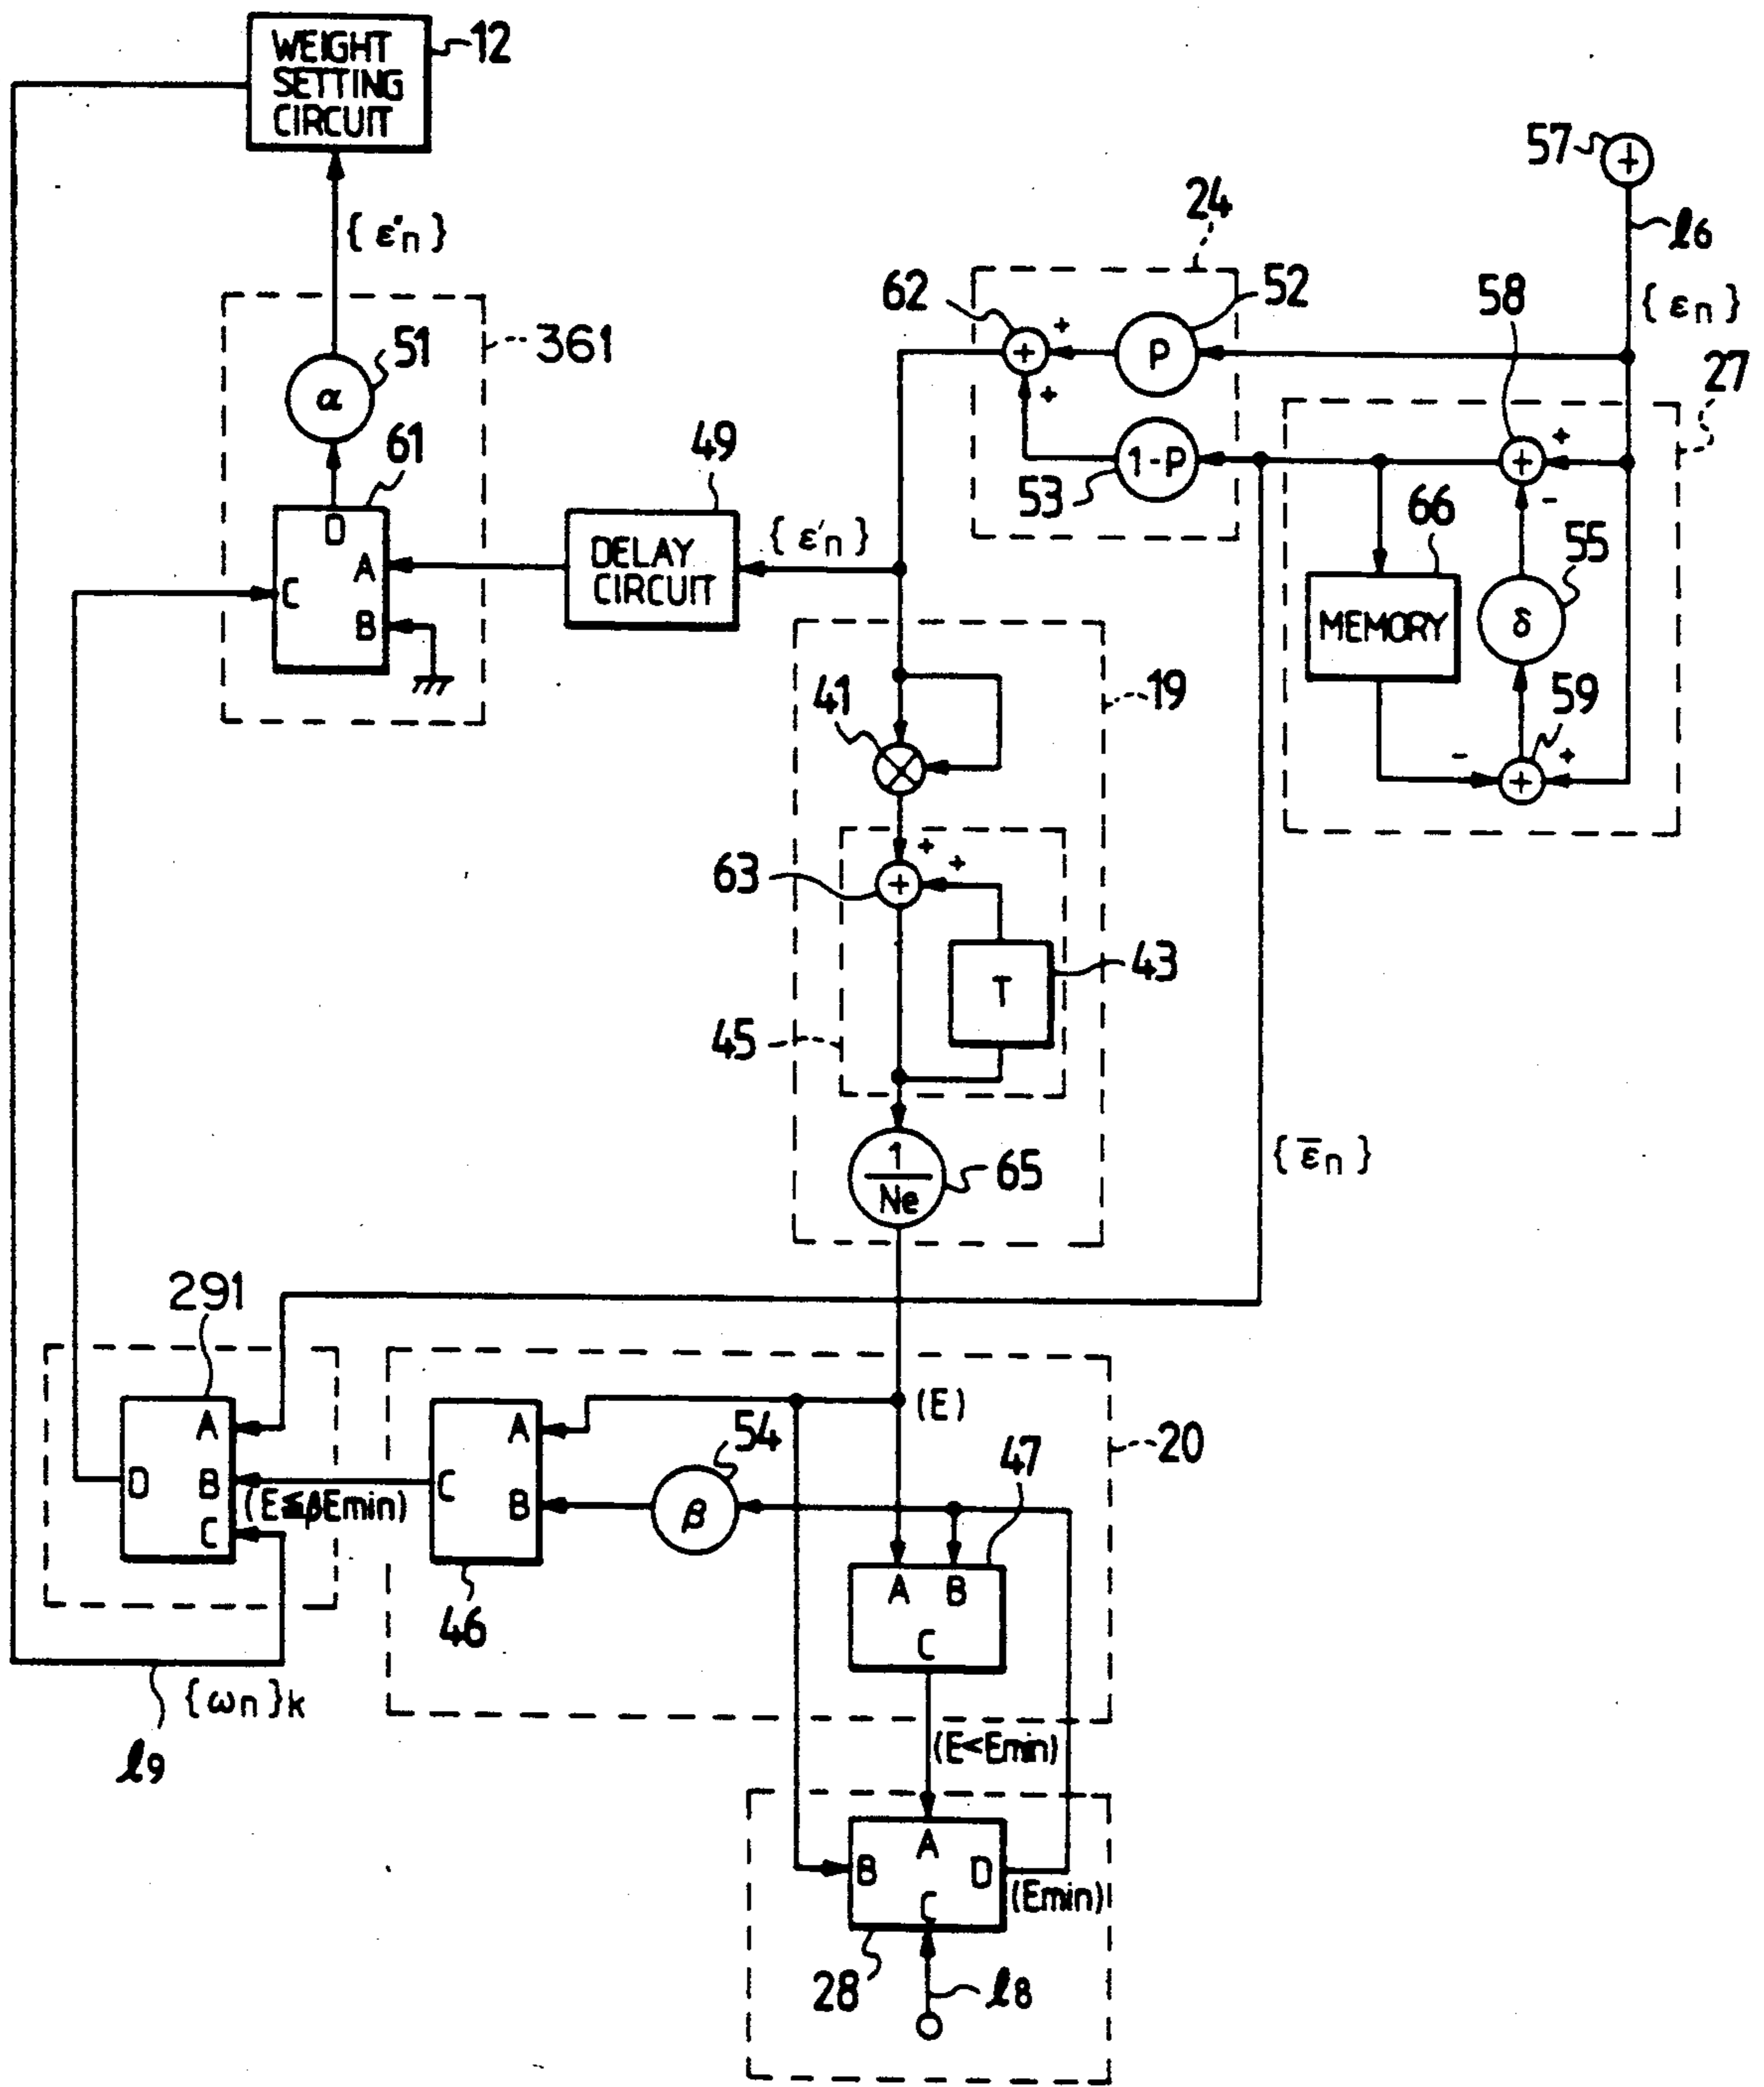 WEIGHT
SETTING
CIRCUIT
12
57
+
ℓ6
{εn}
{ε″n}
24
62
+
+
52
P
58
27
51
α
361
+
53
1-P
+
+
-
61
D
A
B
C
49
DELAY
CIRCUIT
{ε′n}
66
MEMORY
55
δ
59
-
+
+
41
19
63
+
+
+
43
T
45
1
Ne
65
{ε̄n}
291
A
B
C
D
(E≦βEmin)
A
B
C
46
54
β
(E)
47
20
A B
C
{ωn}k
ℓ9
(E<Emin)
A
B
C
D
(Emin)
28
ℓ8